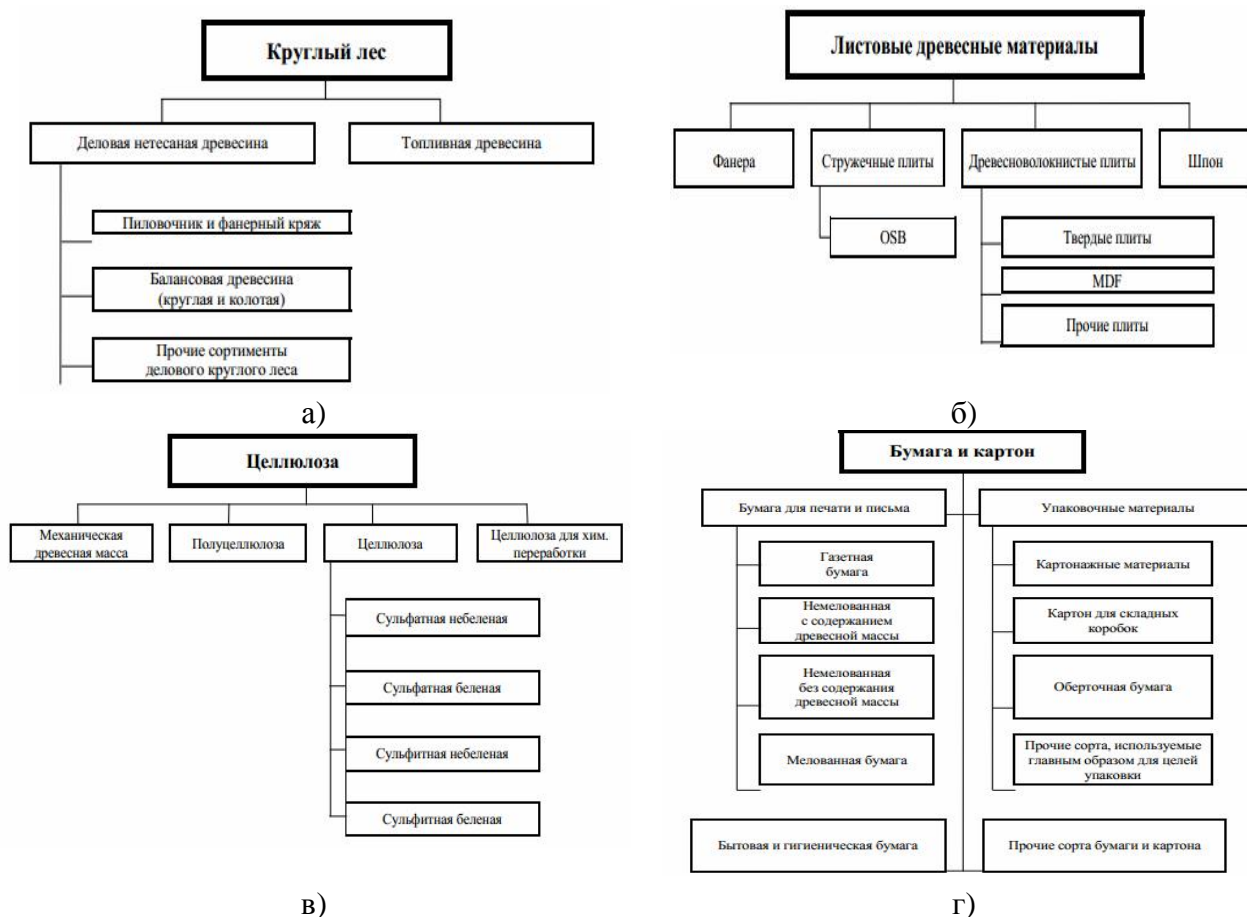 Круглый лес
Деловая нетесаная древесина
Топливная древесина
Пиловочник и фанерный кряж
Балансовая древесина
(круглая и колотая)
Прочие сортименты
делового круглого леса
а)
Листовые древесные материалы
Фанера
Стружечные плиты
Древесноволокнистые плиты
Шпон
OSB
Твердые плиты
MDF
Прочие плиты
б)
Целлюлоза
Механическая
древесная масса
Полуцеллюлоза
Целлюлоза
Целлюлоза для хим.
переработки
Сульфатная небеленая
Сульфатная беленая
Сульфитная небеленая
Сульфитная беленая
в)
Бумага и картон
Бумага для печати и письма
Упаковочные материалы
Газетная
бумага
Немелованная
с содержанием
древесной массы
Немелованная
без содержания
древесной массы
Мелованная бумага
Картонажные материалы
Картон для складных
коробок
Оберточная бумага
Прочие сорта, используемые
главным образом для целей
упаковки
Бытовая и гигиеническая бумага
Прочие сорта бумаги и картона
г)